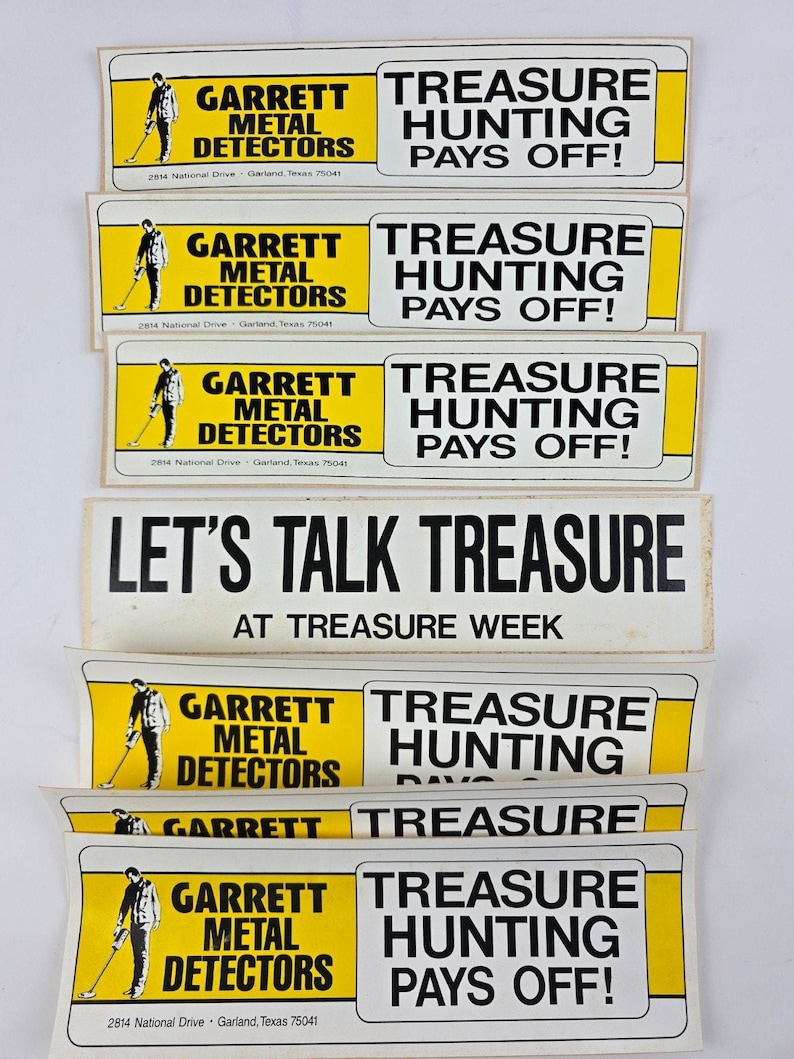 GARRETT
METAL
DETECTORS
2814 National Drive • Garland, Texas 75041
TREASURE
HUNTING
PAYS OFF!
GARRETT
METAL
DETECTORS
2814 National Drive • Garland, Texas 75041
TREASURE
HUNTING
PAYS OFF!
GARRETT
METAL
DETECTORS
2814 National Drive • Garland, Texas 75041
TREASURE
HUNTING
PAYS OFF!
LET'S TALK TREASURE
AT TREASURE WEEK
GARRETT
METAL
DETECTORS
TREASURE
HUNTING
PAYS
GARRETT
TREASURE
GARRETT
METAL
DETECTORS
2814 National Drive • Garland, Texas 75041
TREASURE
HUNTING
PAYS OFF!